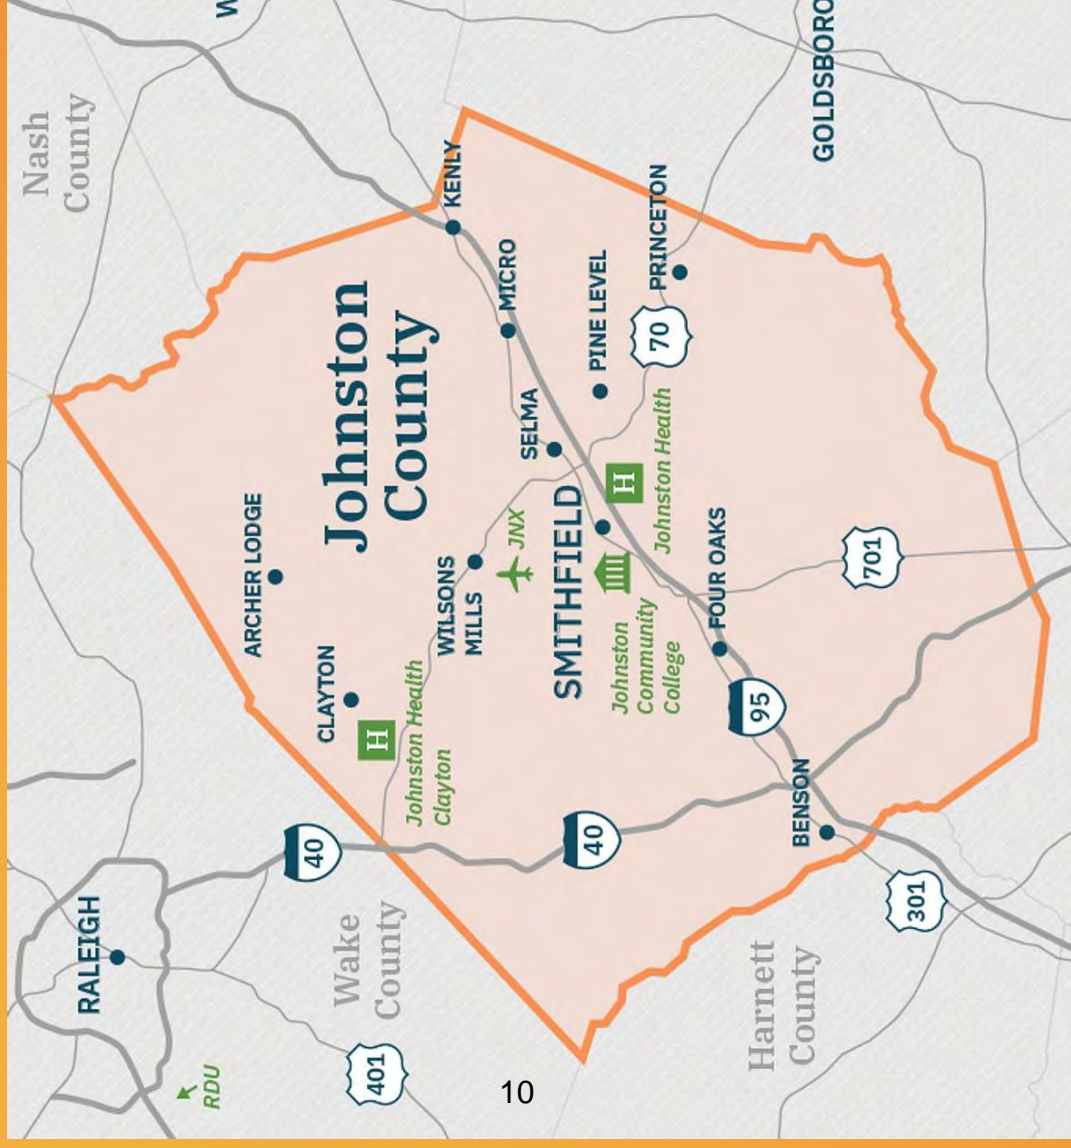 W
Nash
County
GOLDSBORO
KENLY
MICRO
PRINCETON
PINE LEVEL
70
Johnston
County
SELMA
H
Johnston Health
ARCHER LODGE
JNX
SMITHFIELD
WILSONS
MILLS
FOUR OAKS
701
CLAYTON
H
Johnston Health
Clayton
Johnston
Community
College
95
BENSON
40
40
301
RALEIGH
Wake
County
Harnett
County
401
RDU
10